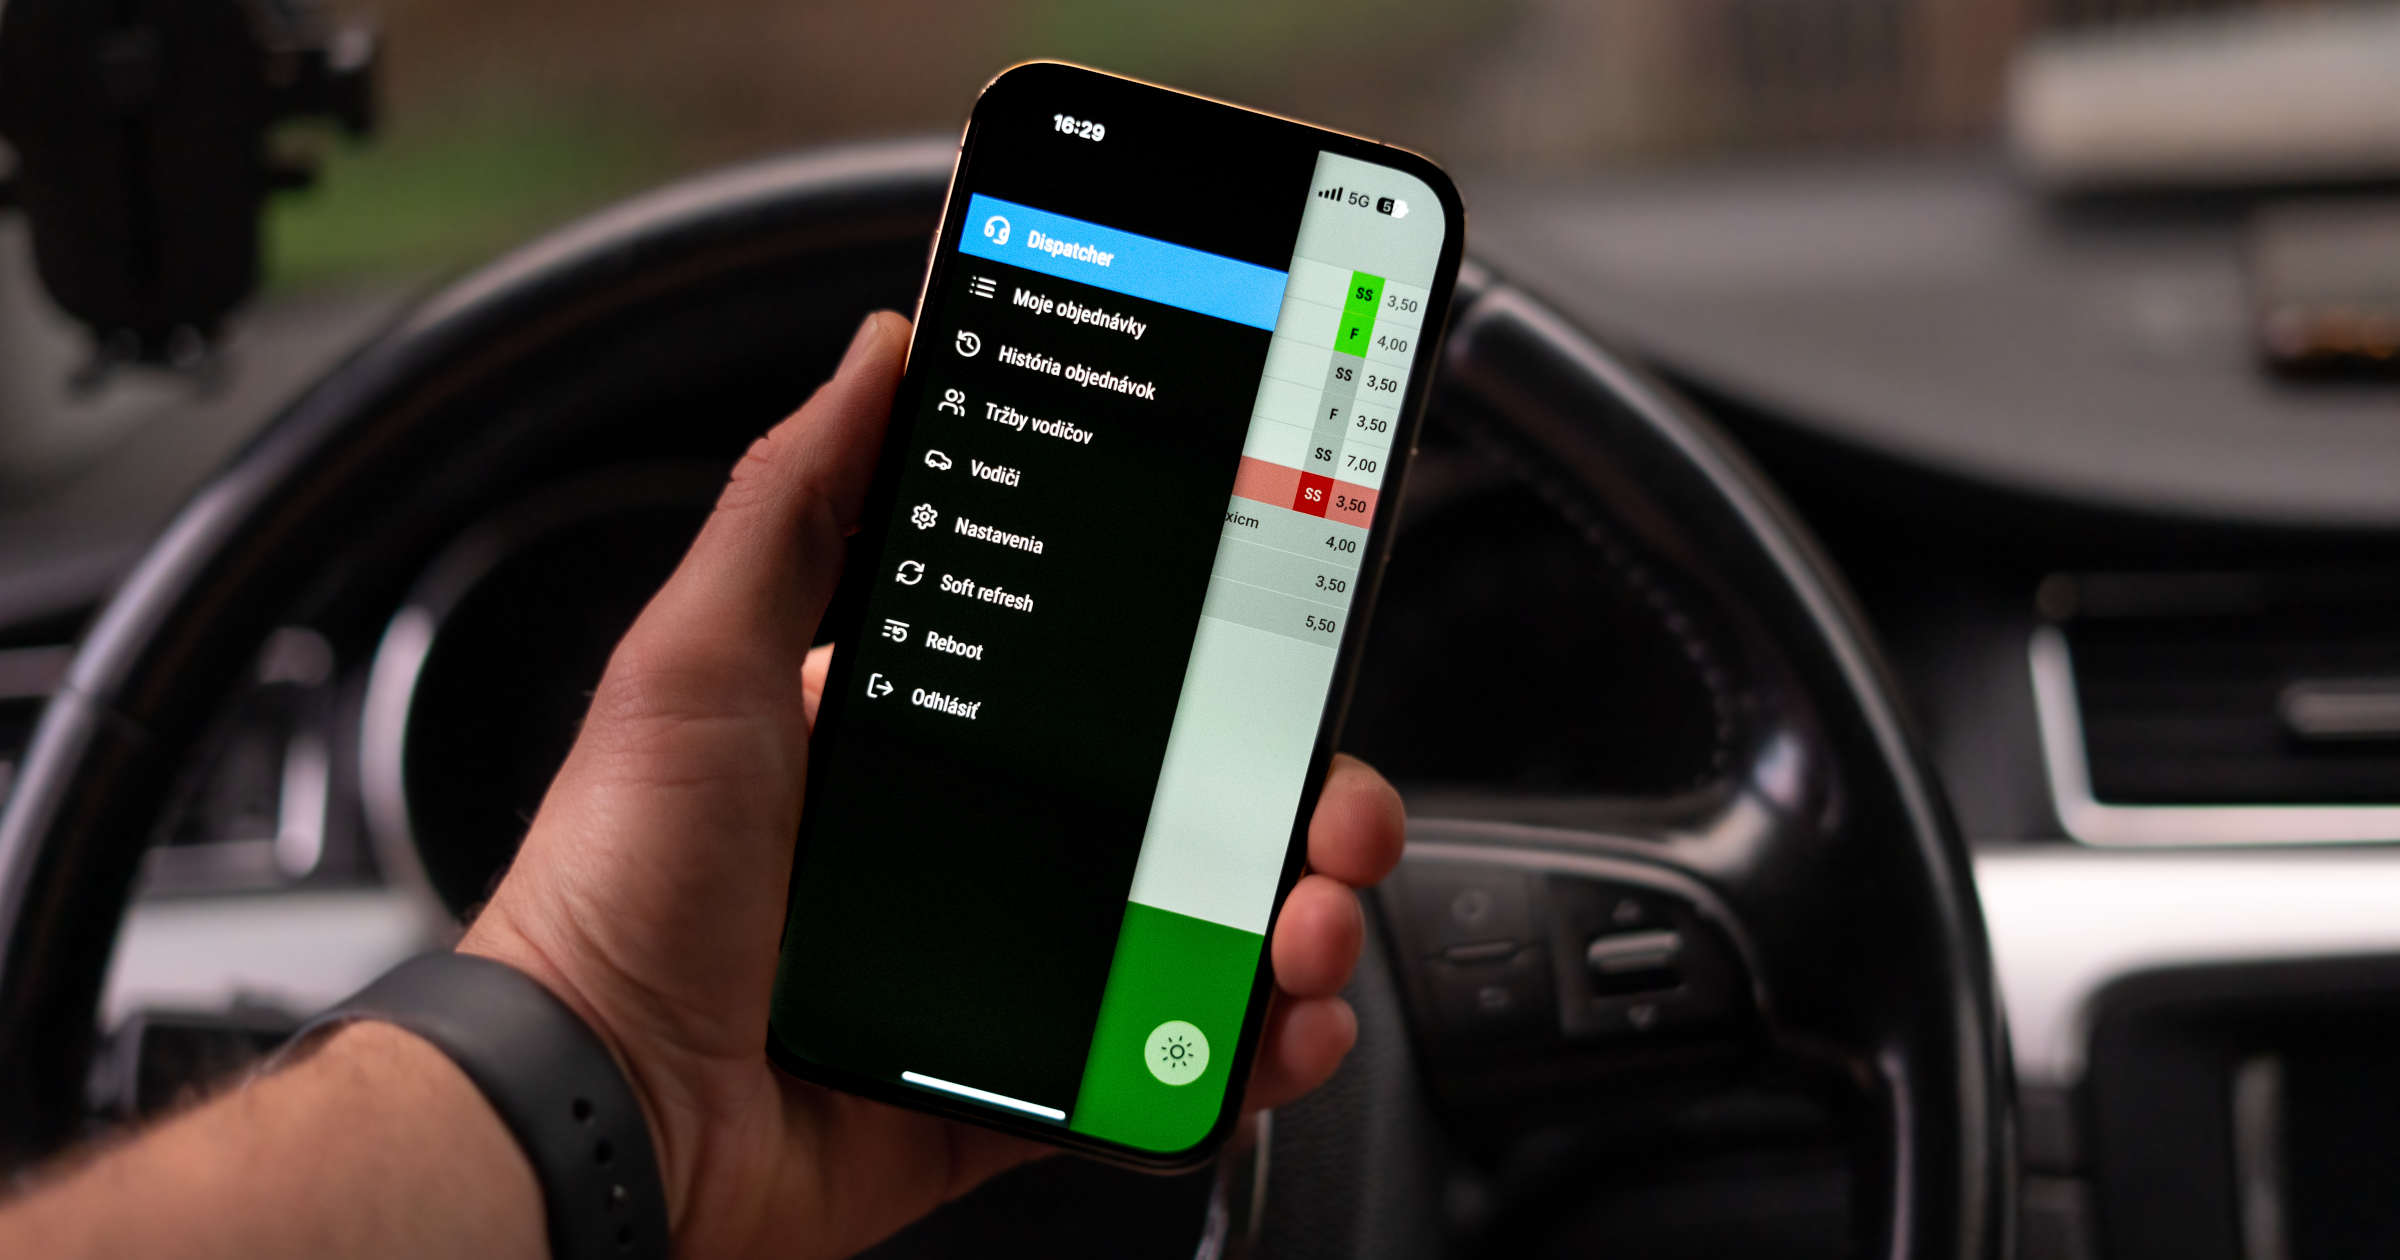 16:29
5G 5
Dispatcher
Moje objednávky
História objednávok
Tržby vodičov
Vodiči
Nastavenia
Soft refresh
Reboot
Odhlásiť
SS 3,50
F 4,00
SS 3,50
F 3,50
SS 7,00
SS 3,50
xicm
4,00
3,50
5,50